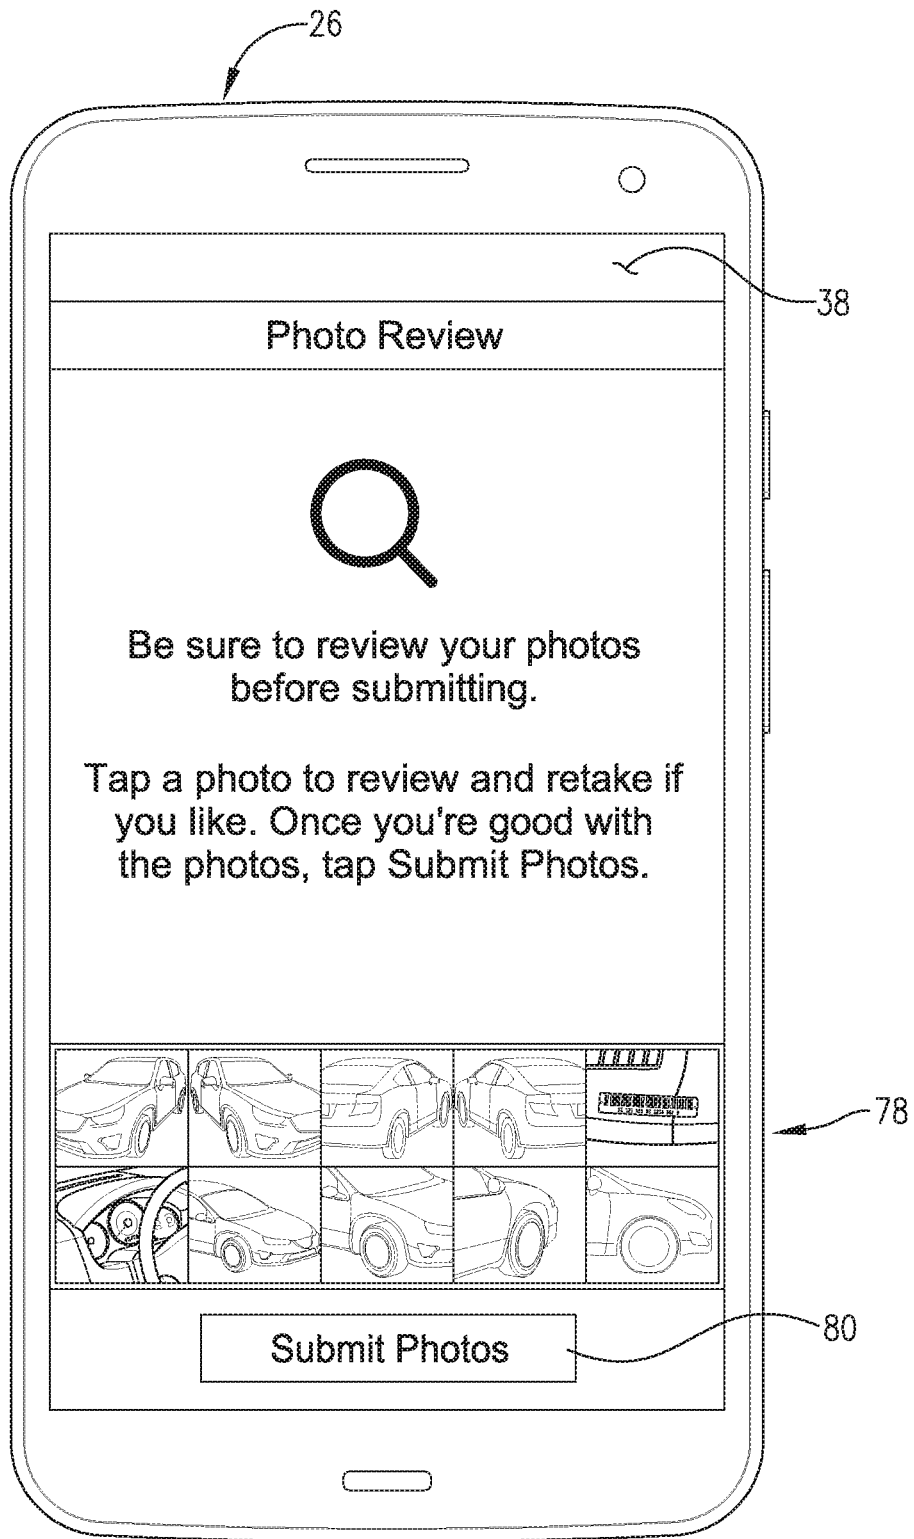 26
38
Photo Review
Be sure to review your photos
before submitting.
Tap a photo to review and retake if
you like. Once you're good with
the photos, tap Submit Photos.
78
Submit Photos
80